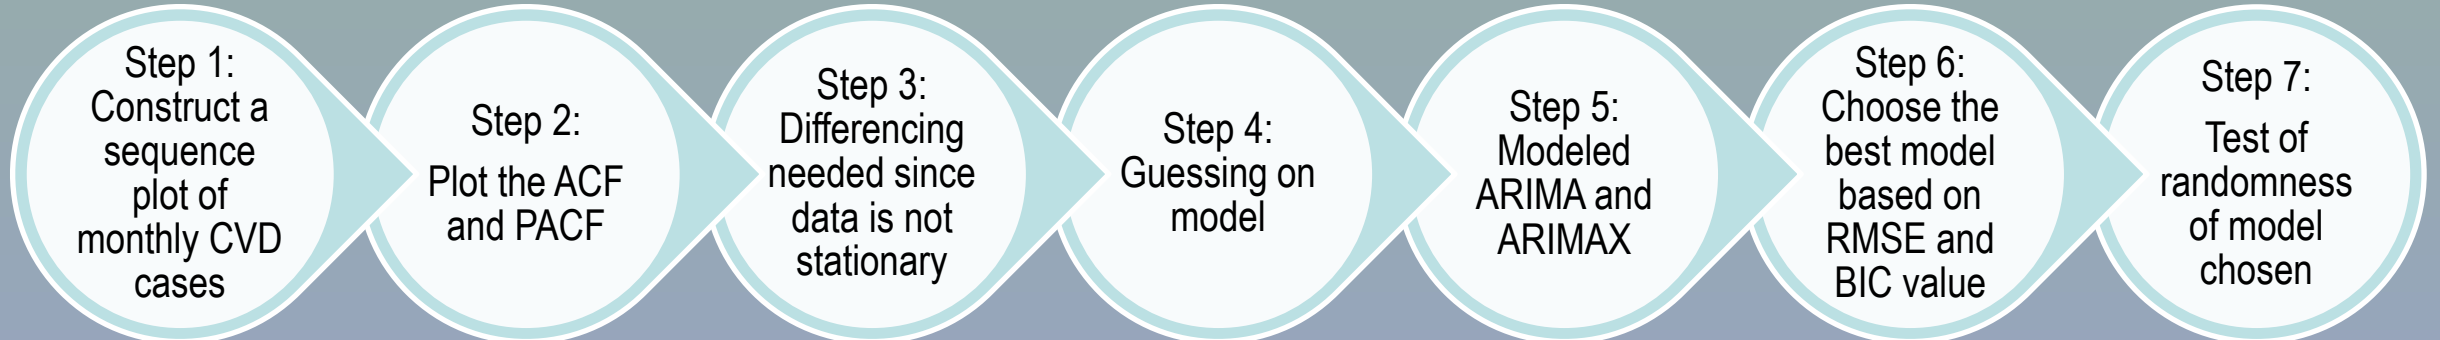 Step 1:
Construct a
sequence
plot of
monthly CVD
cases
Step 2:
Plot the ACF
and PACF
Step 3:
Differencing
needed since
data is not
stationary
Step 4:
Guessing on
model
Step 5:
Modeled
ARIMA and
ARIMAX
Step 6:
Choose the
best model
based on
RMSE and
BIC value
Step 7:
Test of
randomness
of model
chosen